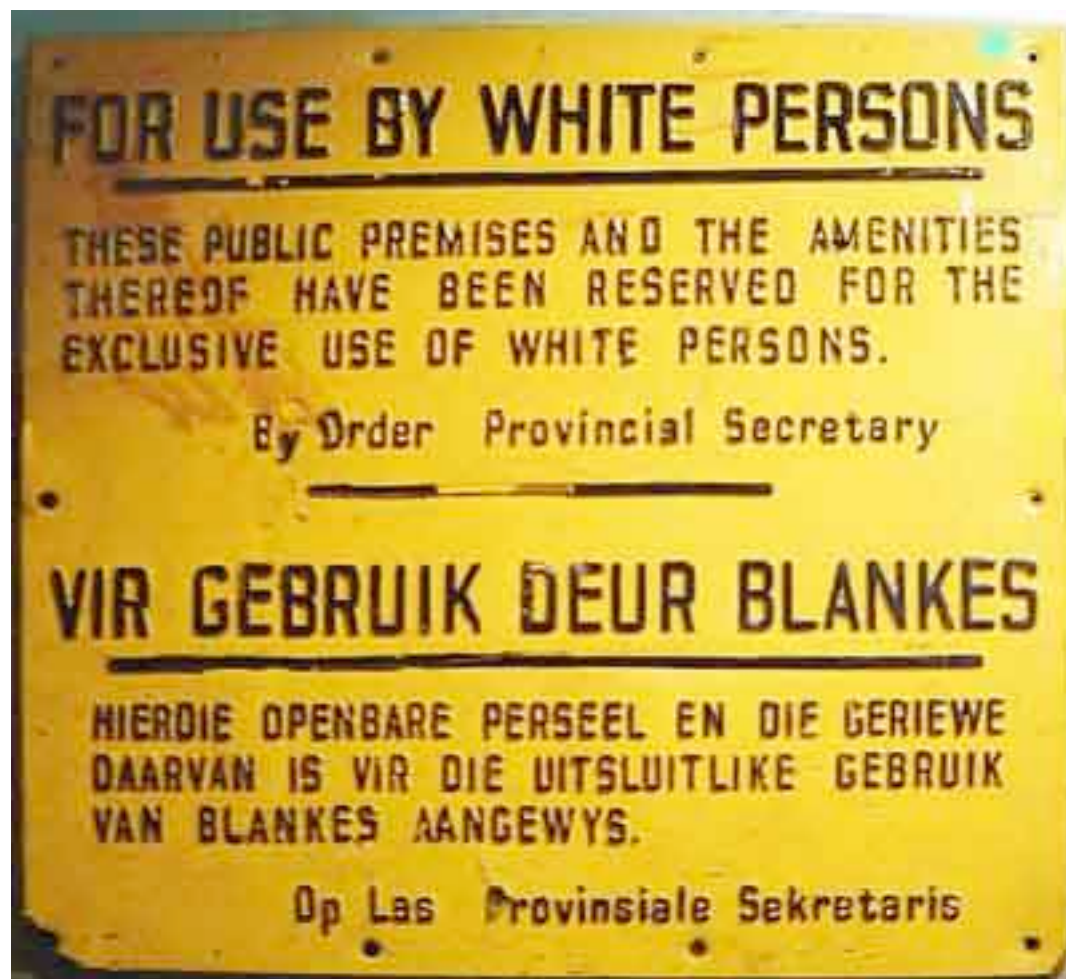 FOR USE BY WHITE PERSONS
THESE PUBLIC PREMISES AND THE AMENITIES
THEREOF HAVE BEEN RESERVED FOR THE
EXCLUSIVE USE OF WHITE PERSONS.
By Order Provincial Secretary
VIR GEBRUIK DEUR BLANKES
HIERDIE OPENBARE PERSEEL EN DIE GERIEWE
DAARVAN IS VIR DIE UITSLUITLIKE GEBRUIK
VAN BLANKES AANGEWYS.
Op Las Provinsiale Sekretaris